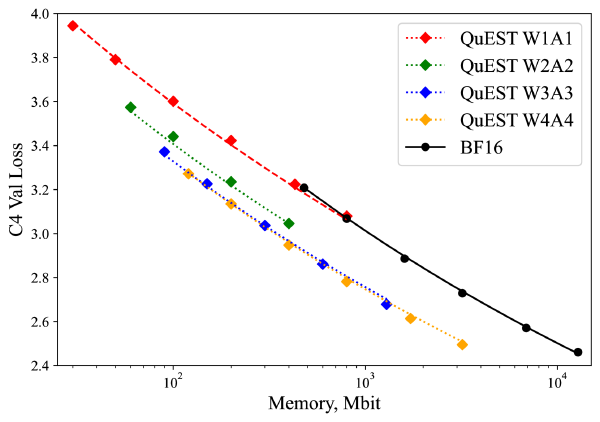 4.0
3.8
3.6
3.4
3.2
3.0
2.8
2.6
2.4
C4 Val Loss
QuEST W1A1
QuEST W2A2
QuEST W3A3
QuEST W4A4
BF16
10²
10³
10⁴
Memory, Mbit